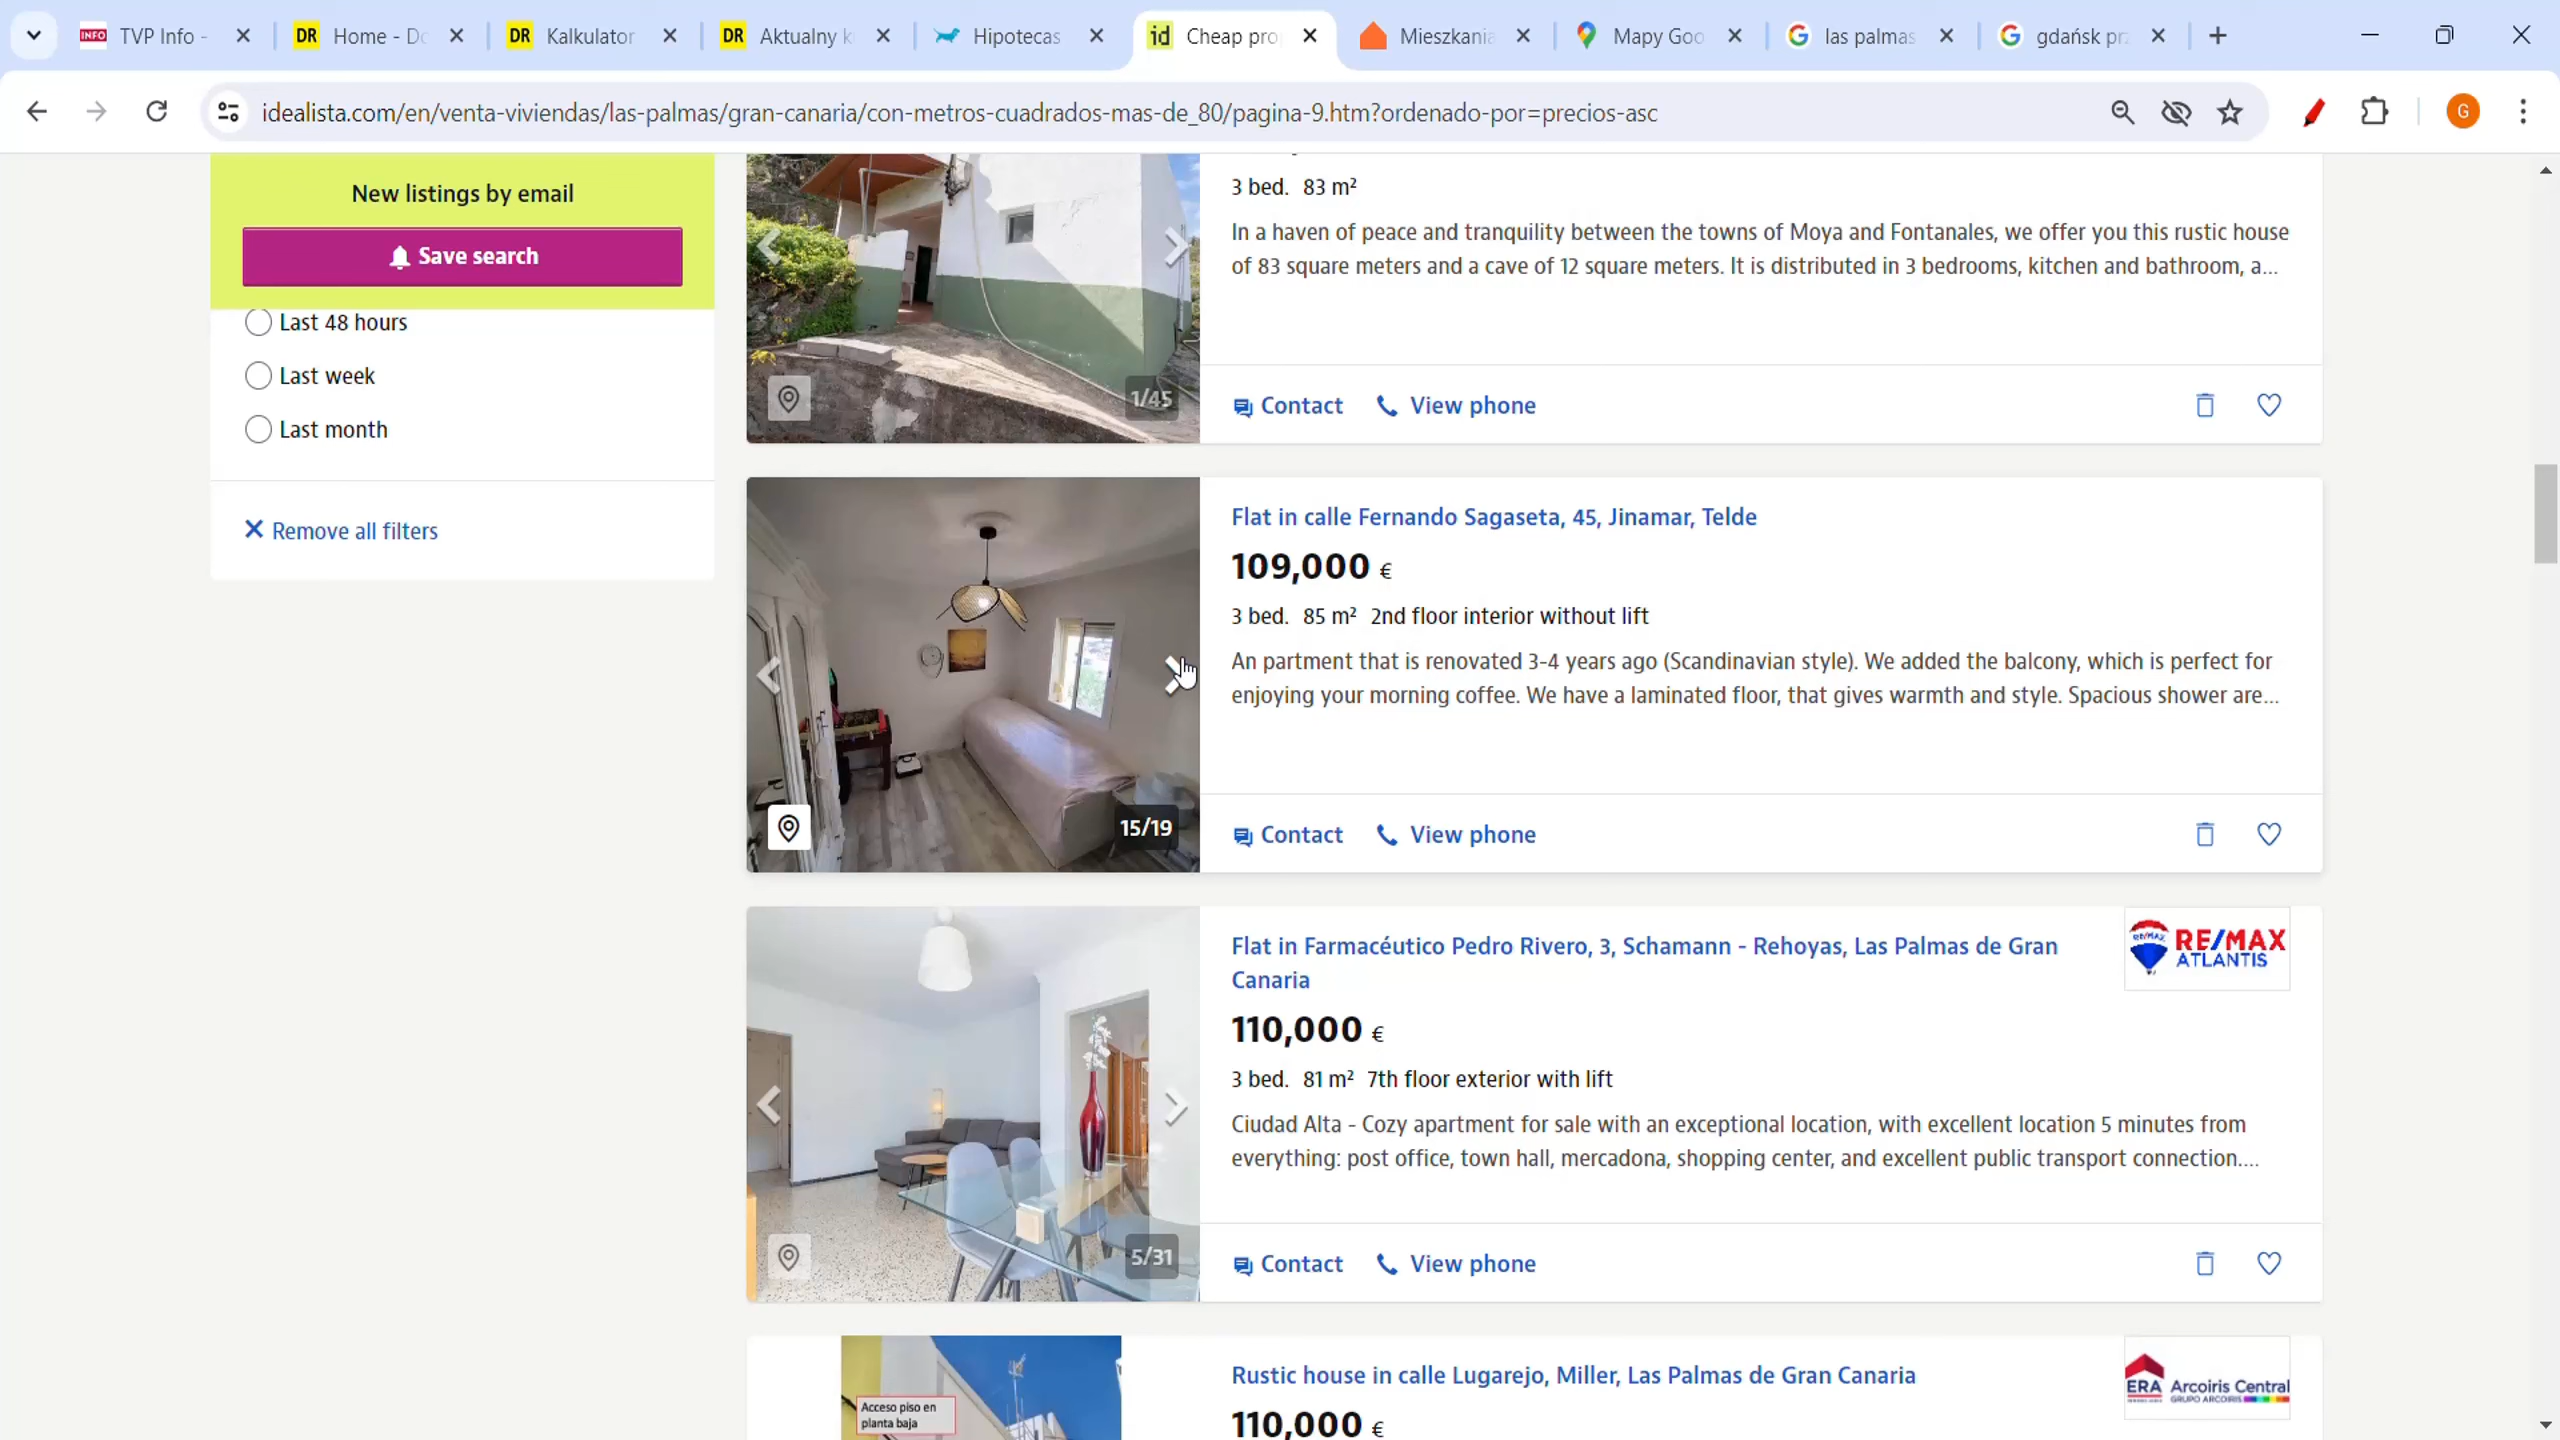 INFO TVP Info -
DR Home - Do
DR Kalkulator
DR Aktualny k
Hipotecas
id Cheap pro
Mieszkania
Mapy Goo
G las palmas
G gdańsk prz
idealista.com/en/venta-viviendas/las-palmas/gran-canaria/con-metros-cuadrados-mas-de_80/pagina-9.htm?ordenado-por=precios-asc
G
New listings by email
Save search
Last 48 hours
Last week
Last month
Remove all filters
3 bed. 83 m²
In a haven of peace and tranquility between the towns of Moya and Fontanales, we offer you this rustic house
of 83 square meters and a cave of 12 square meters. It is distributed in 3 bedrooms, kitchen and bathroom, a...
1/45
Contact View phone
Flat in calle Fernando Sagaseta, 45, Jinamar, Telde
109,000 €
3 bed. 85 m² 2nd floor interior without lift
An partment that is renovated 3-4 years ago (Scandinavian style). We added the balcony, which is perfect for
enjoying your morning coffee. We have a laminated floor, that gives warmth and style. Spacious shower are...
15/19
Contact View phone
Flat in Farmacéutico Pedro Rivero, 3, Schamann - Rehoyas, Las Palmas de Gran
Canaria
RE/MAX
ATLANTIS
110,000 €
3 bed. 81 m² 7th floor exterior with lift
Ciudad Alta - Cozy apartment for sale with an exceptional location, with excellent location 5 minutes from
everything: post office, town hall, mercadona, shopping center, and excellent public transport connection....
5/31
Contact View phone
Acceso piso en
planta baja
Rustic house in calle Lugarejo, Miller, Las Palmas de Gran Canaria
ERA Arcoiris Central
GRUPO ARCOIRIS
110,000 €